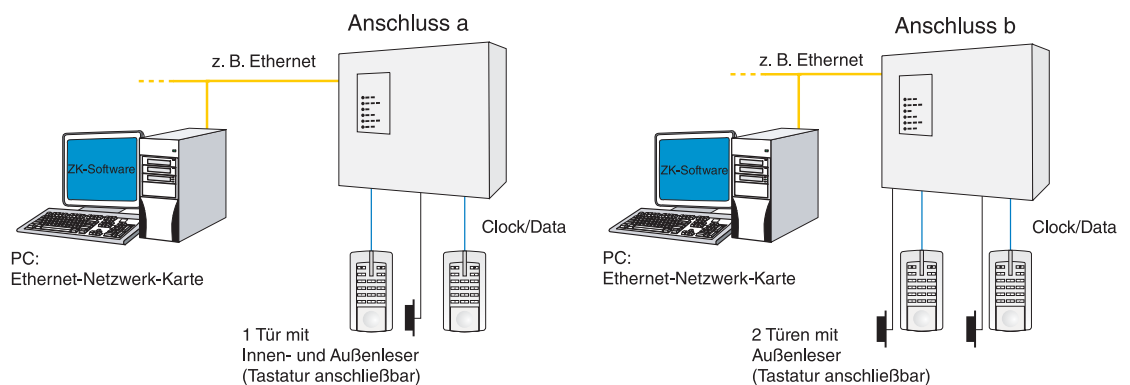 Anschluss a
z. B. Ethernet
ZK-Software
Clock/Data
PC:
Ethernet-Netzwerk-Karte
1 Tür mit
Innen- und Außenleser
(Tastatur anschließbar)
Anschluss b
z. B. Ethernet
ZK-Software
Clock/Data
PC:
Ethernet-Netzwerk-Karte
2 Türen mit
Außenleser
(Tastatur anschließbar)